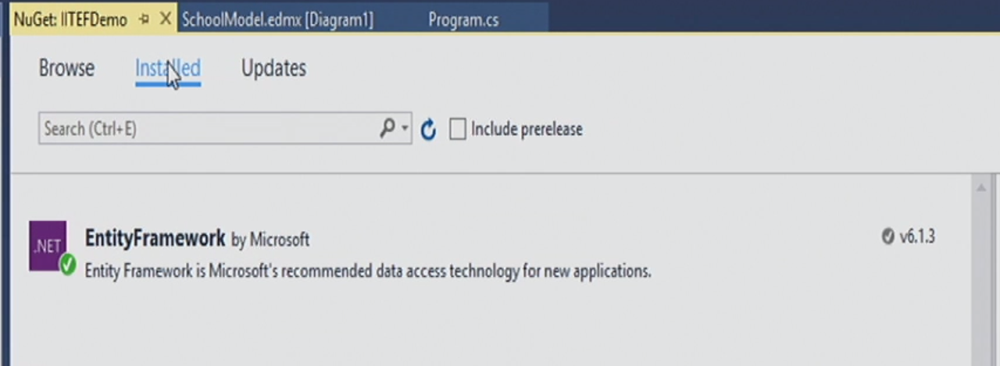 NuGet: IITEFDemo SchoolModel.edmx [Diagram1] Program.cs
Browse Installed Updates
Search (Ctrl+E) Include prerelease
.NET
EntityFramework by Microsoft v6.1.3
Entity Framework is Microsoft's recommended data access technology for new applications.